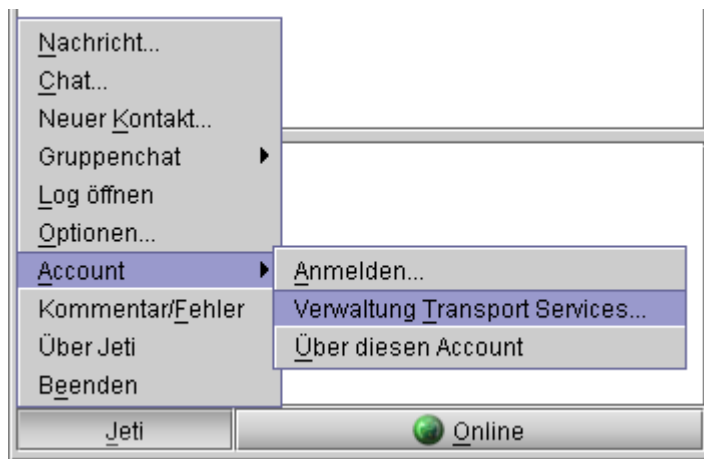 Nachricht...
Chat...
Neuer Kontakt...
Gruppenchat
Log öffnen
Optionen...
Account
Anmelden...
Kommentar/Fehler
Verwaltung Transport Services...
Über Jeti
Über diesen Account
Beenden
Jeti
Online